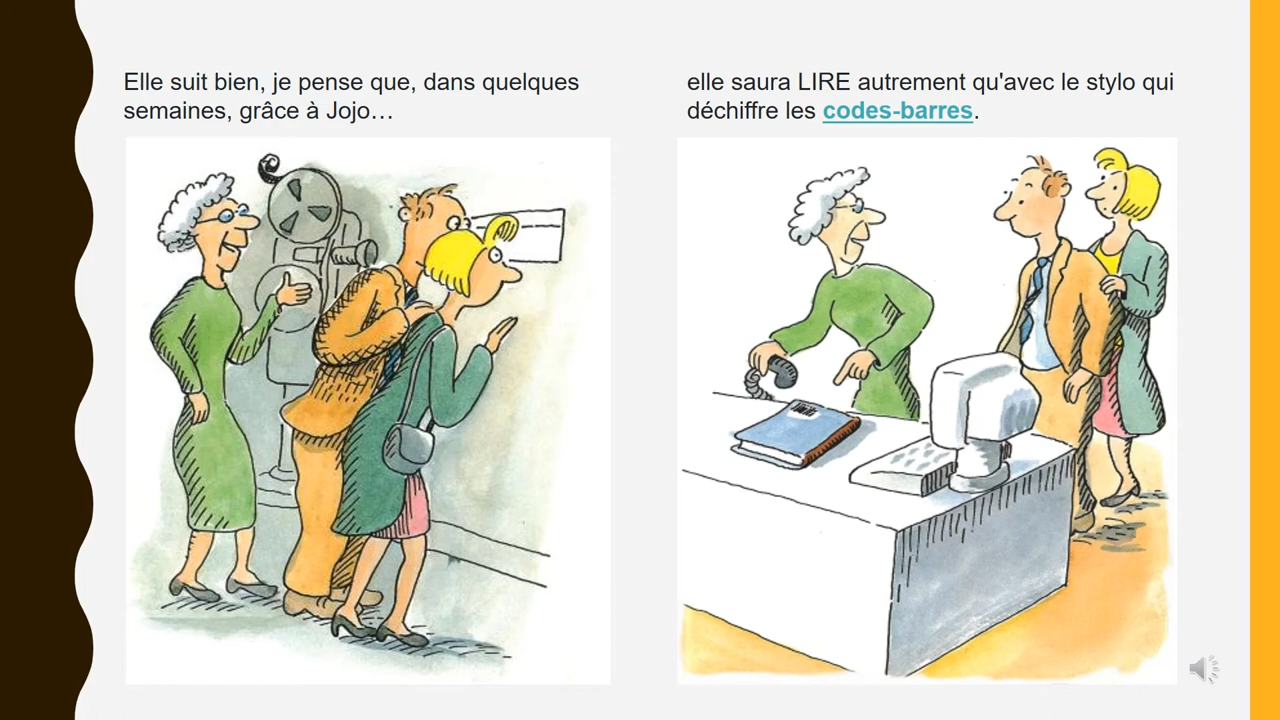 Elle suit bien, je pense que, dans quelques
semaines, grâce à Jojo…
elle saura LIRE autrement qu'avec le stylo qui
déchiffre les codes-barres.